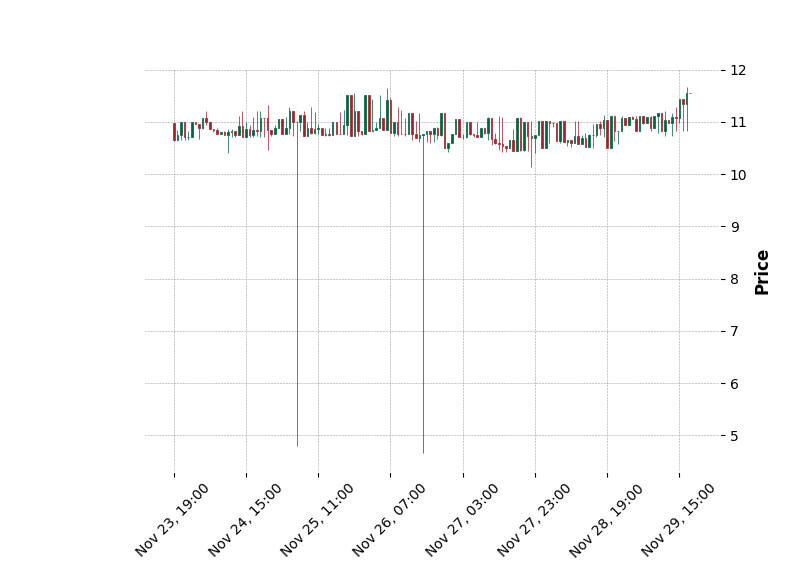 12
11
10
9
8
7
6
5
Price
Nov 23, 19:00
Nov 24, 15:00
Nov 25, 11:00
Nov 26, 07:00
Nov 27, 03:00
Nov 27, 23:00
Nov 28, 19:00
Nov 29, 15:00